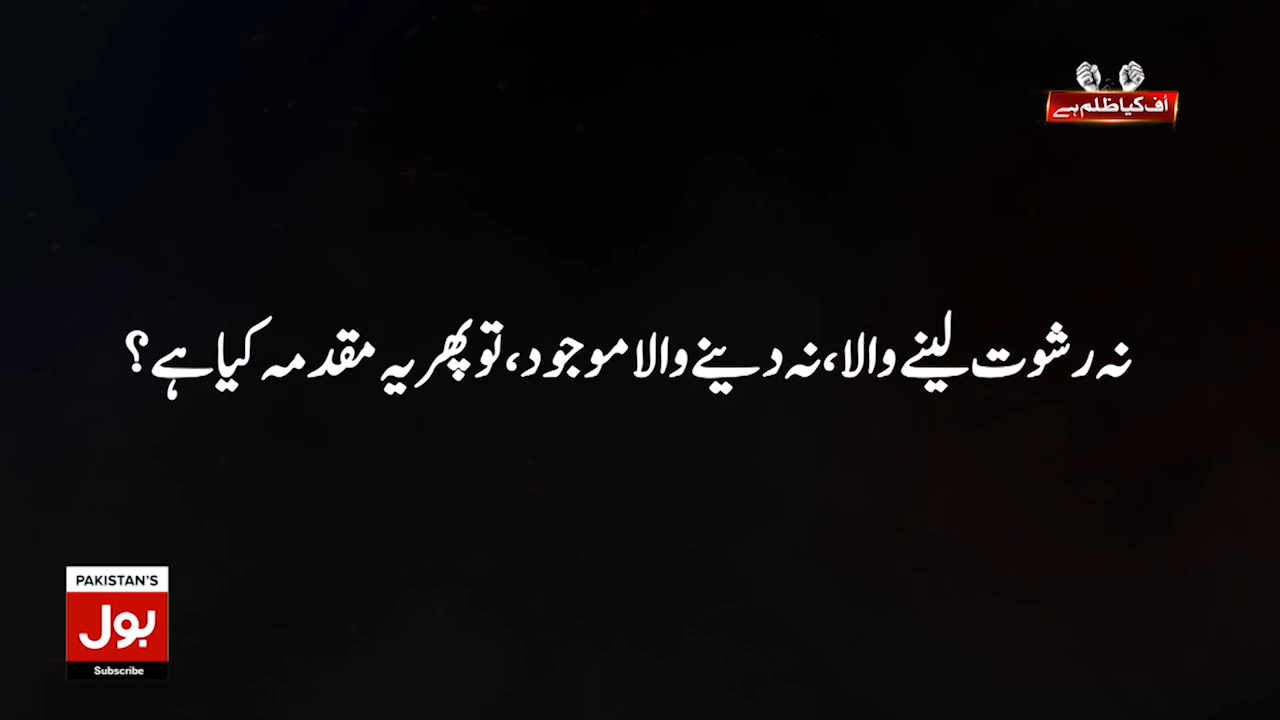 اُف کیا ظلم ہے
نہ رشوت لینے والا، نہ دینے والا موجود، تو پھر یہ مقدمہ کیا ہے؟
PAKISTAN'S
بول
Subscribe